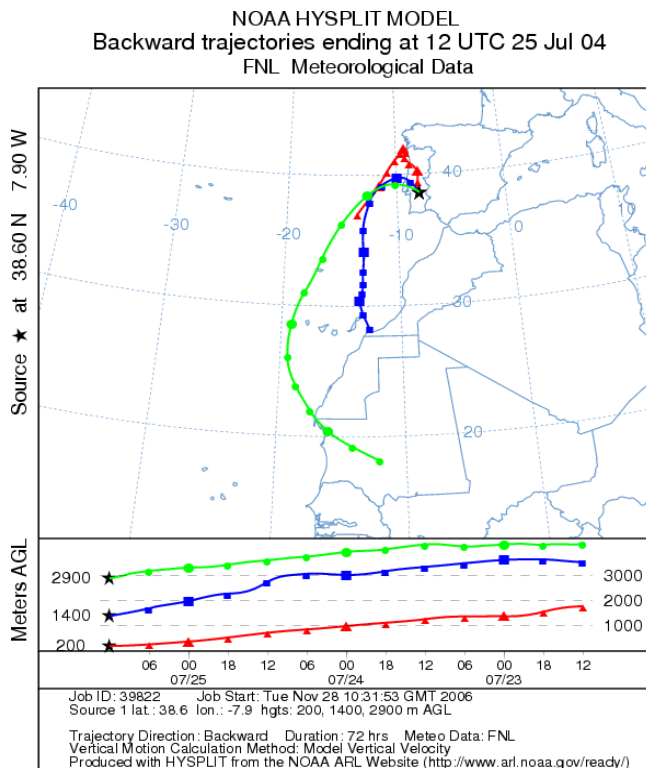 NOAA HYSPLIT MODEL
Backward trajectories ending at 12 UTC 25 Jul 04
FNL Meteorological Data
Source ★ at 38.60 N 7.90 W
-40
-30
-20
-10
0
10
40
30
20
Meters AGL
2900
1400
200
3000
2000
1000
06 00 18 12 06 00 18 12 06 00 18 12
07/25 07/24 07/23
Job ID: 39822 Job Start: Tue Nov 28 10:31:53 GMT 2006
Source 1 lat.: 38.6 lon.: -7.9 hgts: 200, 1400, 2900 m AGL
Trajectory Direction: Backward Duration: 72 hrs Meteo Data: FNL
Vertical Motion Calculation Method: Model Vertical Velocity
Produced with HYSPLIT from the NOAA ARL Website (http://www.arl.noaa.gov/ready/)